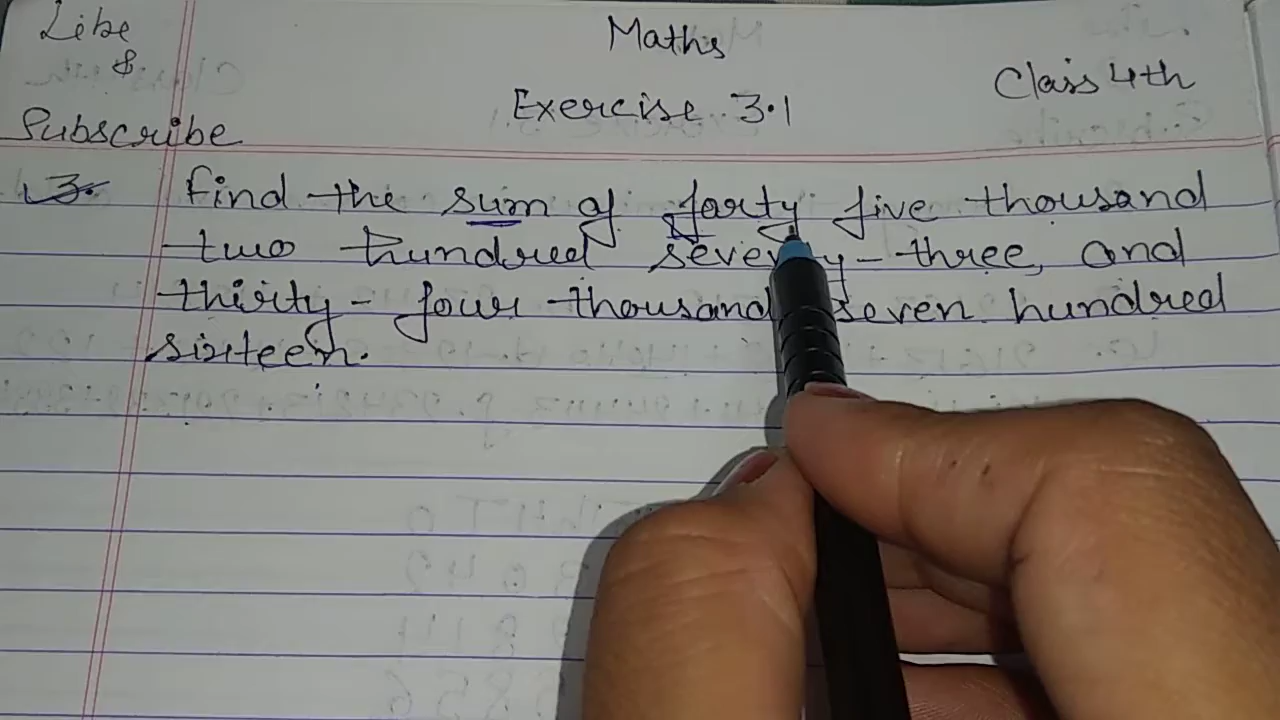 Like
&
Subscribe
Maths
Exercise 3.1
Class 4th
3. find the sum of forty five thousand
two hundred seventy-three, and
thirty-four thousand seven hundred
sixteen.